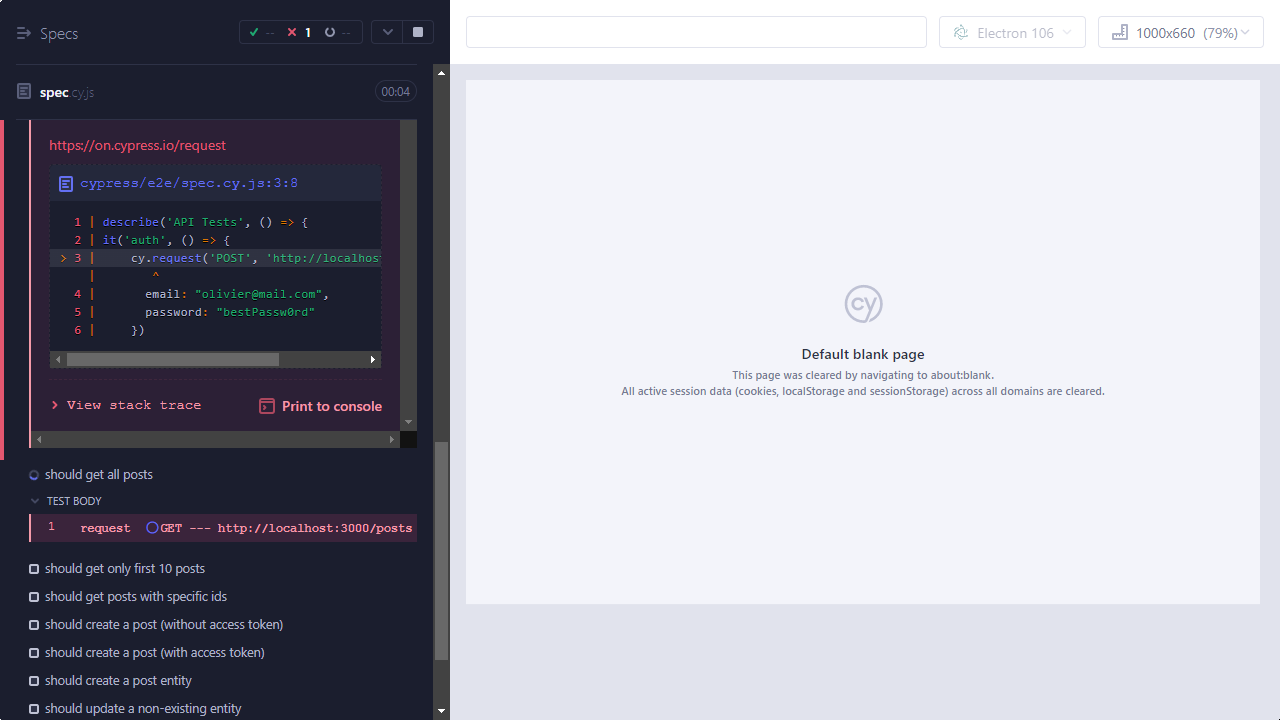 Specs
-- 1 --
Electron 106
1000x660 (79%)
spec.cy.js
00:04
https://on.cypress.io/request
cypress/e2e/spec.cy.js:3:8
1 | describe('API Tests', () => {
2 | it('auth', () => {
> 3 |     cy.request('POST', 'http://localhost
|        ^
4 |       email: "olivier@mail.com",
5 |       password: "bestPassw0rd"
6 |     })
> View stack trace
Print to console
should get all posts
TEST BODY
1 request GET --- http://localhost:3000/posts
should get only first 10 posts
should get posts with specific ids
should create a post (without access token)
should create a post (with access token)
should create a post entity
should update a non-existing entity
cy
Default blank page
This page was cleared by navigating to about:blank.
All active session data (cookies, localStorage and sessionStorage) across all domains are cleared.